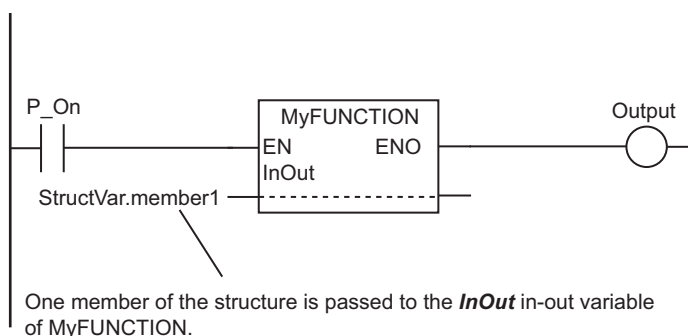 P_On
MyFUNCTION
Output
EN ENO
InOut
StructVar.member1
One member of the structure is passed to the InOut in-out variable
of MyFUNCTION.